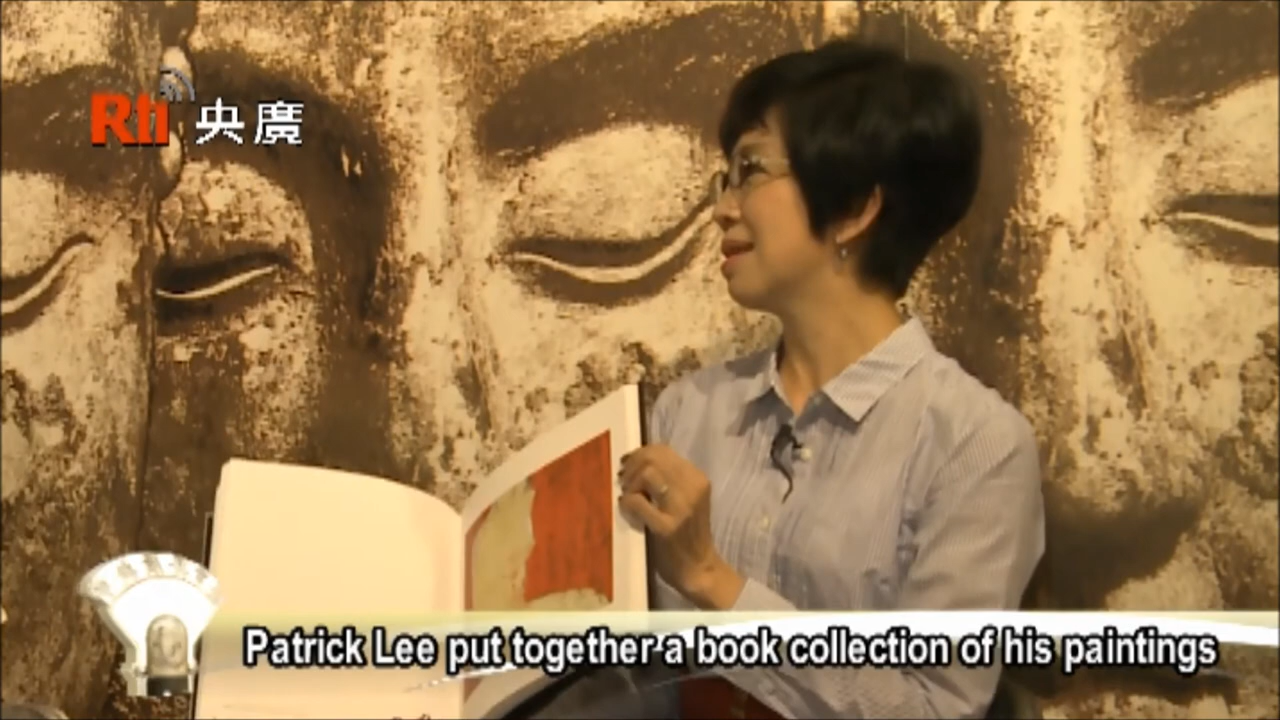 Rti 央廣
Patrick Lee put together a book collection of his paintings